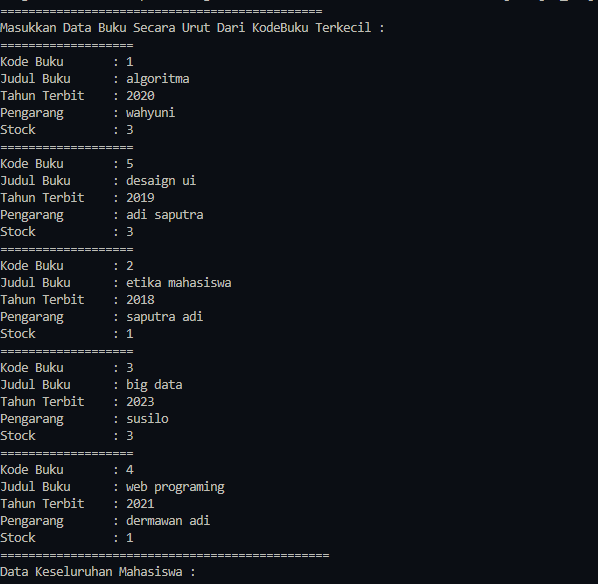 ==============================================
Masukkan Data Buku Secara Urut Dari KodeBuku Terkecil :
===================
Kode Buku       : 1
Judul Buku      : algoritma
Tahun Terbit    : 2020
Pengarang       : wahyuni
Stock           : 3
===================
Kode Buku       : 5
Judul Buku      : desaign ui
Tahun Terbit    : 2019
Pengarang       : adi saputra
Stock           : 3
===================
Kode Buku       : 2
Judul Buku      : etika mahasiswa
Tahun Terbit    : 2018
Pengarang       : saputra adi
Stock           : 1
===================
Kode Buku       : 3
Judul Buku      : big data
Tahun Terbit    : 2023
Pengarang       : susilo
Stock           : 3
===================
Kode Buku       : 4
Judul Buku      : web programing
Tahun Terbit    : 2021
Pengarang       : dermawan adi
Stock           : 1
===============================================
Data Keseluruhan Mahasiswa :